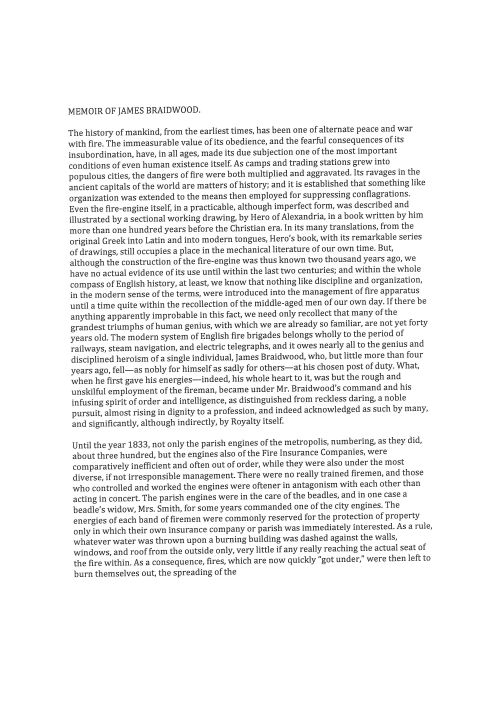 MEMOIR OF JAMES BRAIDWOOD.
The history of mankind, from the earliest times, has been one of alternate peace and war
with fire. The immeasurable value of its obedience, and the fearful consequences of its
insubordination, have, in all ages, made its due subjection one of the most important
conditions of even human existence itself. As camps and trading stations grew into
populous cities, the dangers of fire were both multiplied and aggravated. Its ravages in the
ancient capitals of the world are matters of history; and it is established that something like
organization was extended to the means then employed for suppressing conflagrations.
Even the fire-engine itself, in a practicable, although imperfect form, was described and
illustrated by a sectional working drawing, by Hero of Alexandria, in a book written by him
more than one hundred years before the Christian era. In its many translations, from the
original Greek into Latin and into modern tongues, Hero's book, with its remarkable series
of drawings, still occupies a place in the mechanical literature of our own time. But,
although the construction of the fire-engine was thus known two thousand years ago, we
have no actual evidence of its use until within the last two centuries; and within the whole
compass of English history, at least, we know that nothing like discipline and organization,
in the modern sense of the terms, were introduced into the management of fire apparatus
until a time quite within the recollection of the middle-aged men of our own day. If there be
anything apparently improbable in this fact, we need only recollect that many of the
grandest triumphs of human genius, with which we are already so familiar, are not yet forty
years old. The modern system of English fire brigades belongs wholly to the period of
railways, steam navigation, and electric telegraphs, and it owes nearly all to the genius and
disciplined heroism of a single individual, James Braidwood, who, but little more than four
years ago, fell—as nobly for himself as sadly for others—at his chosen post of duty. What,
when he first gave his energies—indeed, his whole heart to it, was but the rough and
unskilful employment of the fireman, became under Mr. Braidwood's command and his
infusing spirit of order and intelligence, as distinguished from reckless daring, a noble
pursuit, almost rising in dignity to a profession, and indeed acknowledged as such by many,
and significantly, although indirectly, by Royalty itself.
Until the year 1833, not only the parish engines of the metropolis, numbering, as they did,
about three hundred, but the engines also of the Fire Insurance Companies, were
comparatively inefficient and often out of order, while they were also under the most
diverse, if not irresponsible management. There were no really trained firemen, and those
who controlled and worked the engines were oftener in antagonism with each other than
acting in concert. The parish engines were in the care of the beadles, and in one case a
beadle's widow, Mrs. Smith, for some years commanded one of the city engines. The
energies of each band of firemen were commonly reserved for the protection of property
only in which their own insurance company or parish was immediately interested. As a rule,
whatever water was thrown upon a burning building was dashed against the walls,
windows, and roof from the outside only, very little if any really reaching the actual seat of
the fire within. As a consequence, fires, which are now quickly "got under," were then left to
burn themselves out, the spreading of the